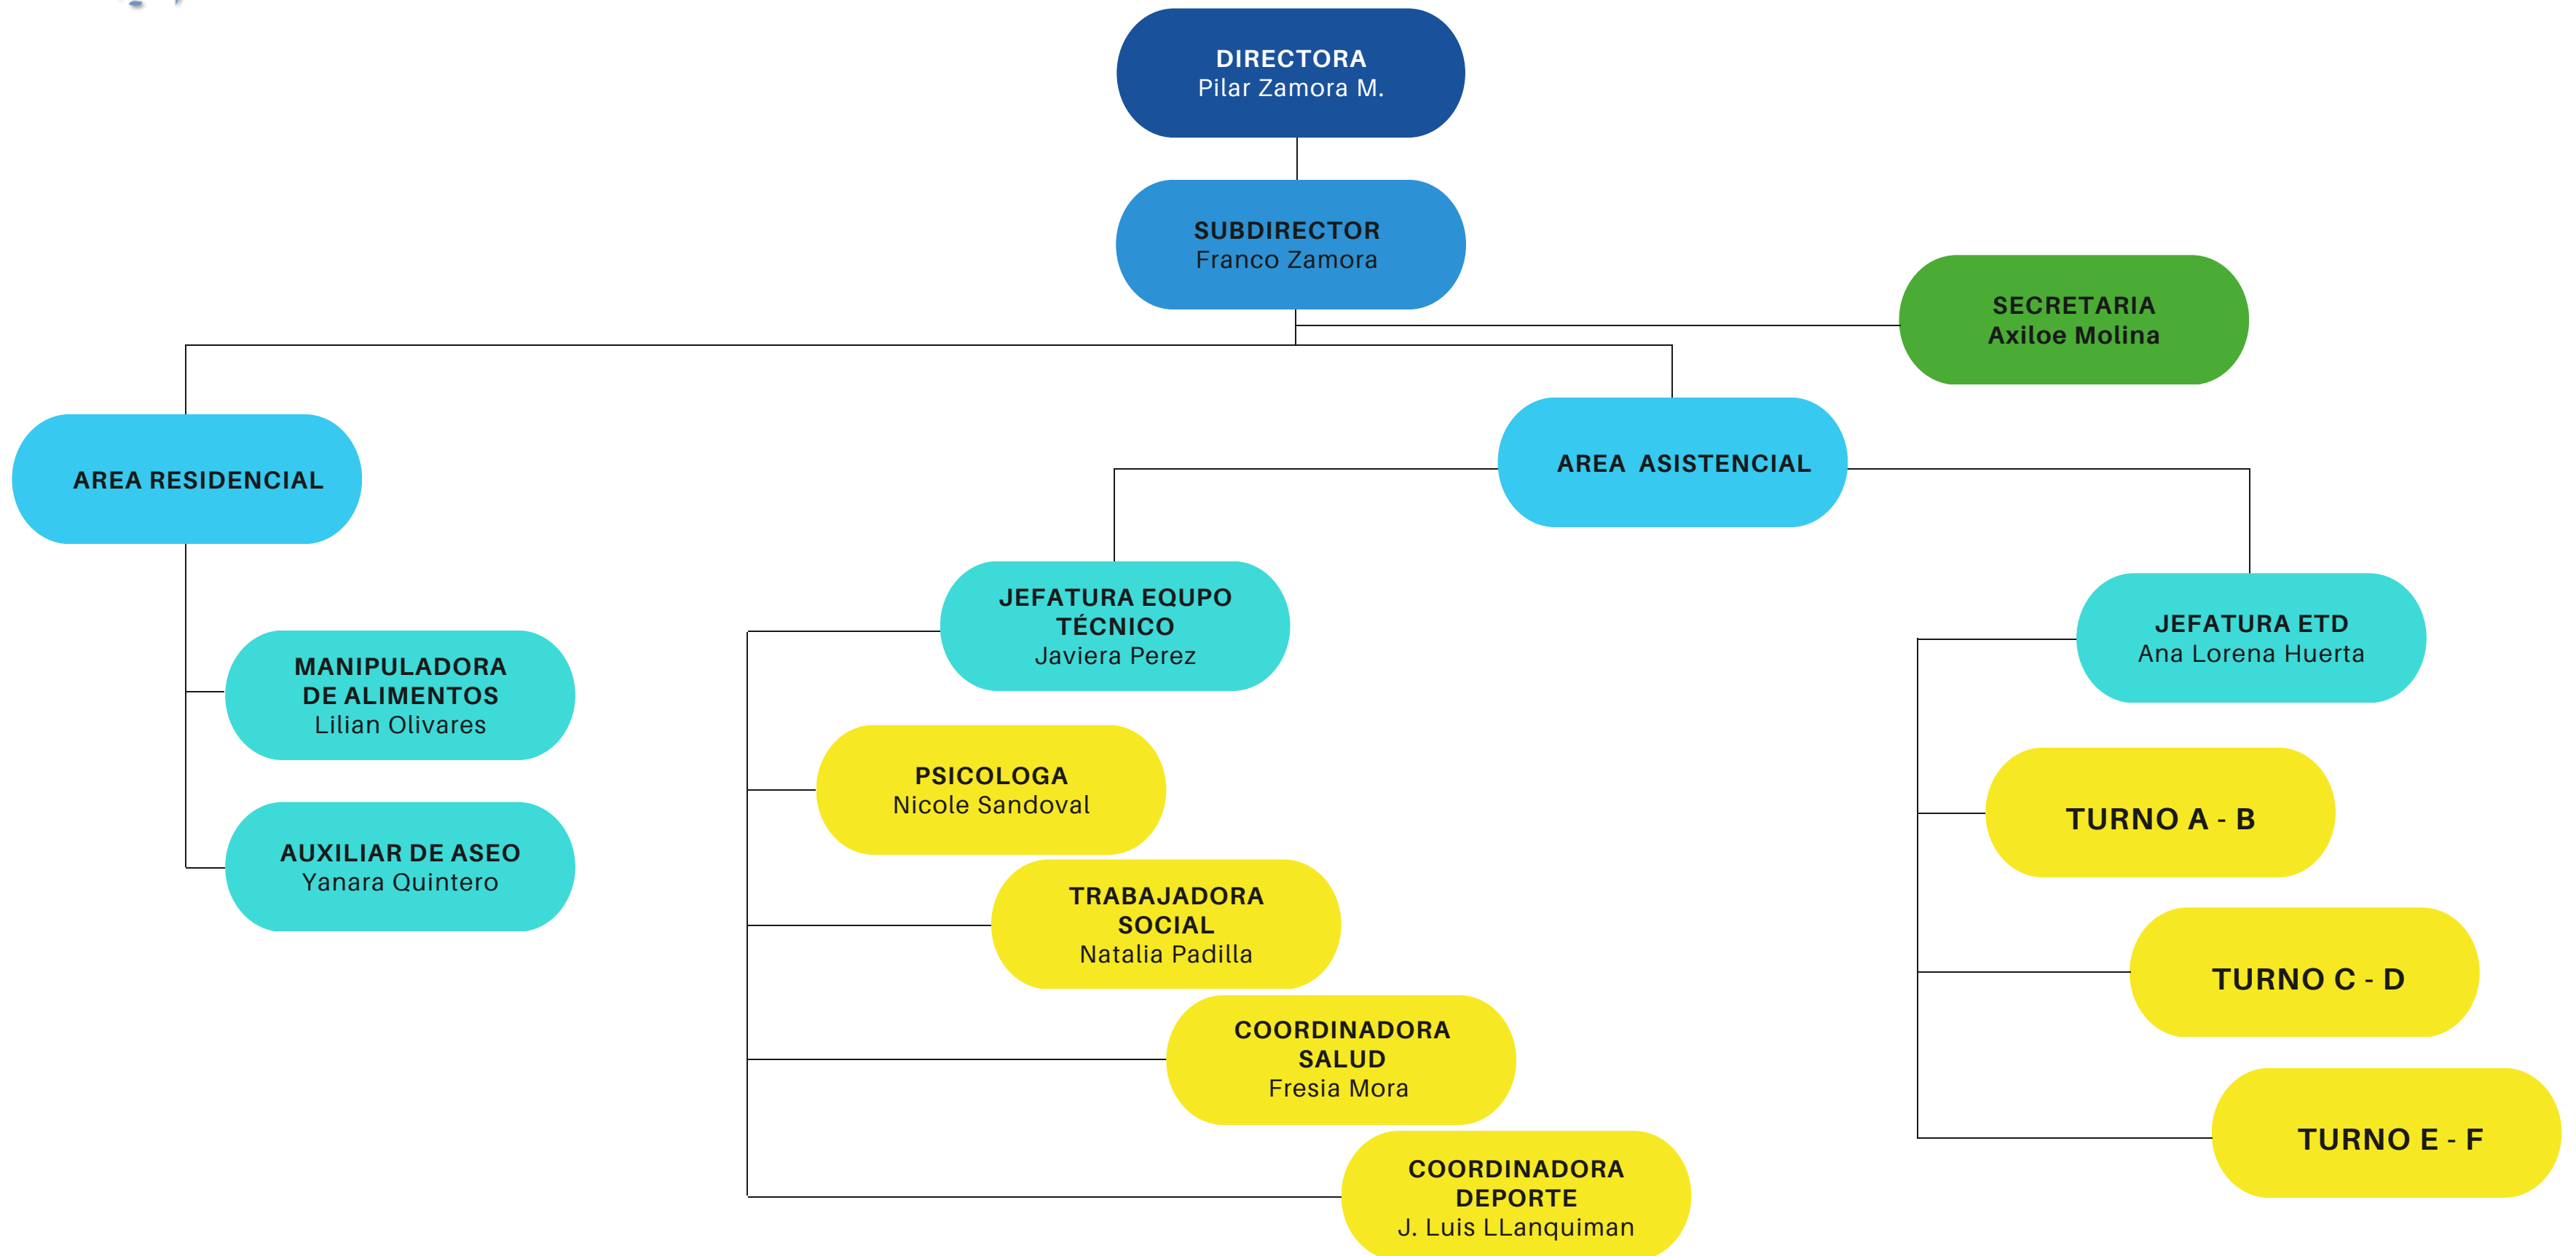 DIRECTORA
Pilar Zamora M.
SUBDIRECTOR
Franco Zamora
SECRETARIA
Axiloe Molina
AREA RESIDENCIAL
AREA ASISTENCIAL
MANIPULADORA
DE ALIMENTOS
Lilian Olivares
AUXILIAR DE ASEO
Yanara Quintero
JEFATURA EQUPO
TÉCNICO
Javiera Perez
PSICOLOGA
Nicole Sandoval
TRABAJADORA
SOCIAL
Natalia Padilla
COORDINADORA
SALUD
Fresia Mora
COORDINADORA
DEPORTE
J. Luis LLanquiman
JEFATURA ETD
Ana Lorena Huerta
TURNO A - B
TURNO C - D
TURNO E - F